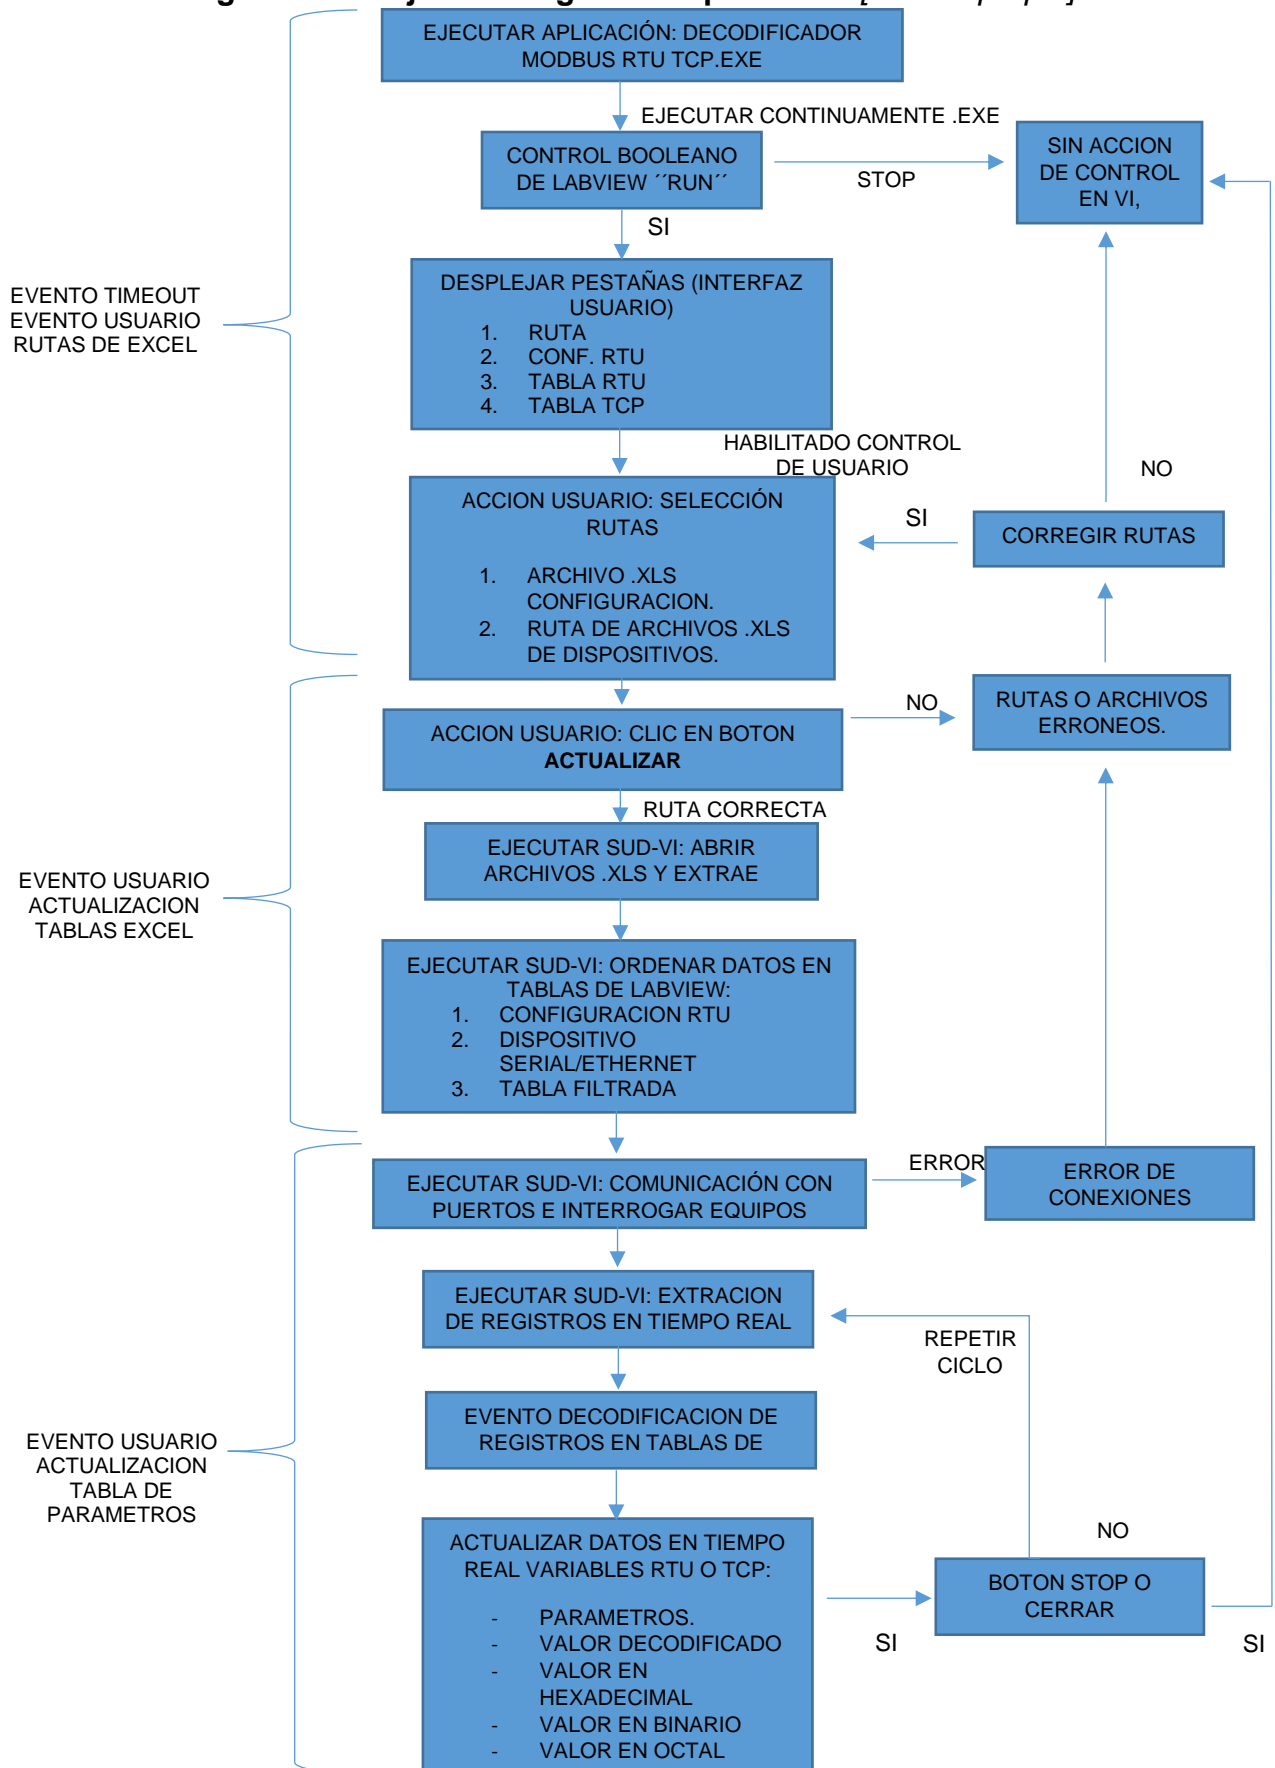 EJECUTAR APLICACIÓN: DECODIFICADOR
MODBUS RTU TCP.EXE
EJECUTAR CONTINUAMENTE .EXE
CONTROL BOOLEANO
DE LABVIEW ´´RUN´´
STOP
SIN ACCION
DE CONTROL
EN VI,
SI
EVENTO TIMEOUT
EVENTO USUARIO
RUTAS DE EXCEL
DESPLEJAR PESTAÑAS (INTERFAZ
USUARIO)
1. RUTA
2. CONF. RTU
3. TABLA RTU
4. TABLA TCP
HABILITADO CONTROL
DE USUARIO
NO
ACCION USUARIO: SELECCIÓN
RUTAS
1. ARCHIVO .XLS
CONFIGURACION.
2. RUTA DE ARCHIVOS .XLS
DE DISPOSITIVOS.
SI
CORREGIR RUTAS
NO
RUTAS O ARCHIVOS
ERRONEOS.
ACCION USUARIO: CLIC EN BOTON
ACTUALIZAR
RUTA CORRECTA
EJECUTAR SUD-VI: ABRIR
ARCHIVOS .XLS Y EXTRAE
EVENTO USUARIO
ACTUALIZACION
TABLAS EXCEL
EJECUTAR SUD-VI: ORDENAR DATOS EN
TABLAS DE LABVIEW:
1. CONFIGURACION RTU
2. DISPOSITIVO
SERIAL/ETHERNET
3. TABLA FILTRADA
EJECUTAR SUD-VI: COMUNICACIÓN CON
PUERTOS E INTERROGAR EQUIPOS
ERROR
ERROR DE
CONEXIONES
EJECUTAR SUD-VI: EXTRACION
DE REGISTROS EN TIEMPO REAL
REPETIR
CICLO
EVENTO DECODIFICACION DE
REGISTROS EN TABLAS DE
EVENTO USUARIO
ACTUALIZACION
TABLA DE
PARAMETROS
ACTUALIZAR DATOS EN TIEMPO
REAL VARIABLES RTU O TCP:
- PARAMETROS.
- VALOR DECODIFICADO
- VALOR EN
HEXADECIMAL
- VALOR EN BINARIO
- VALOR EN OCTAL
NO
BOTON STOP O
CERRAR
SI
SI